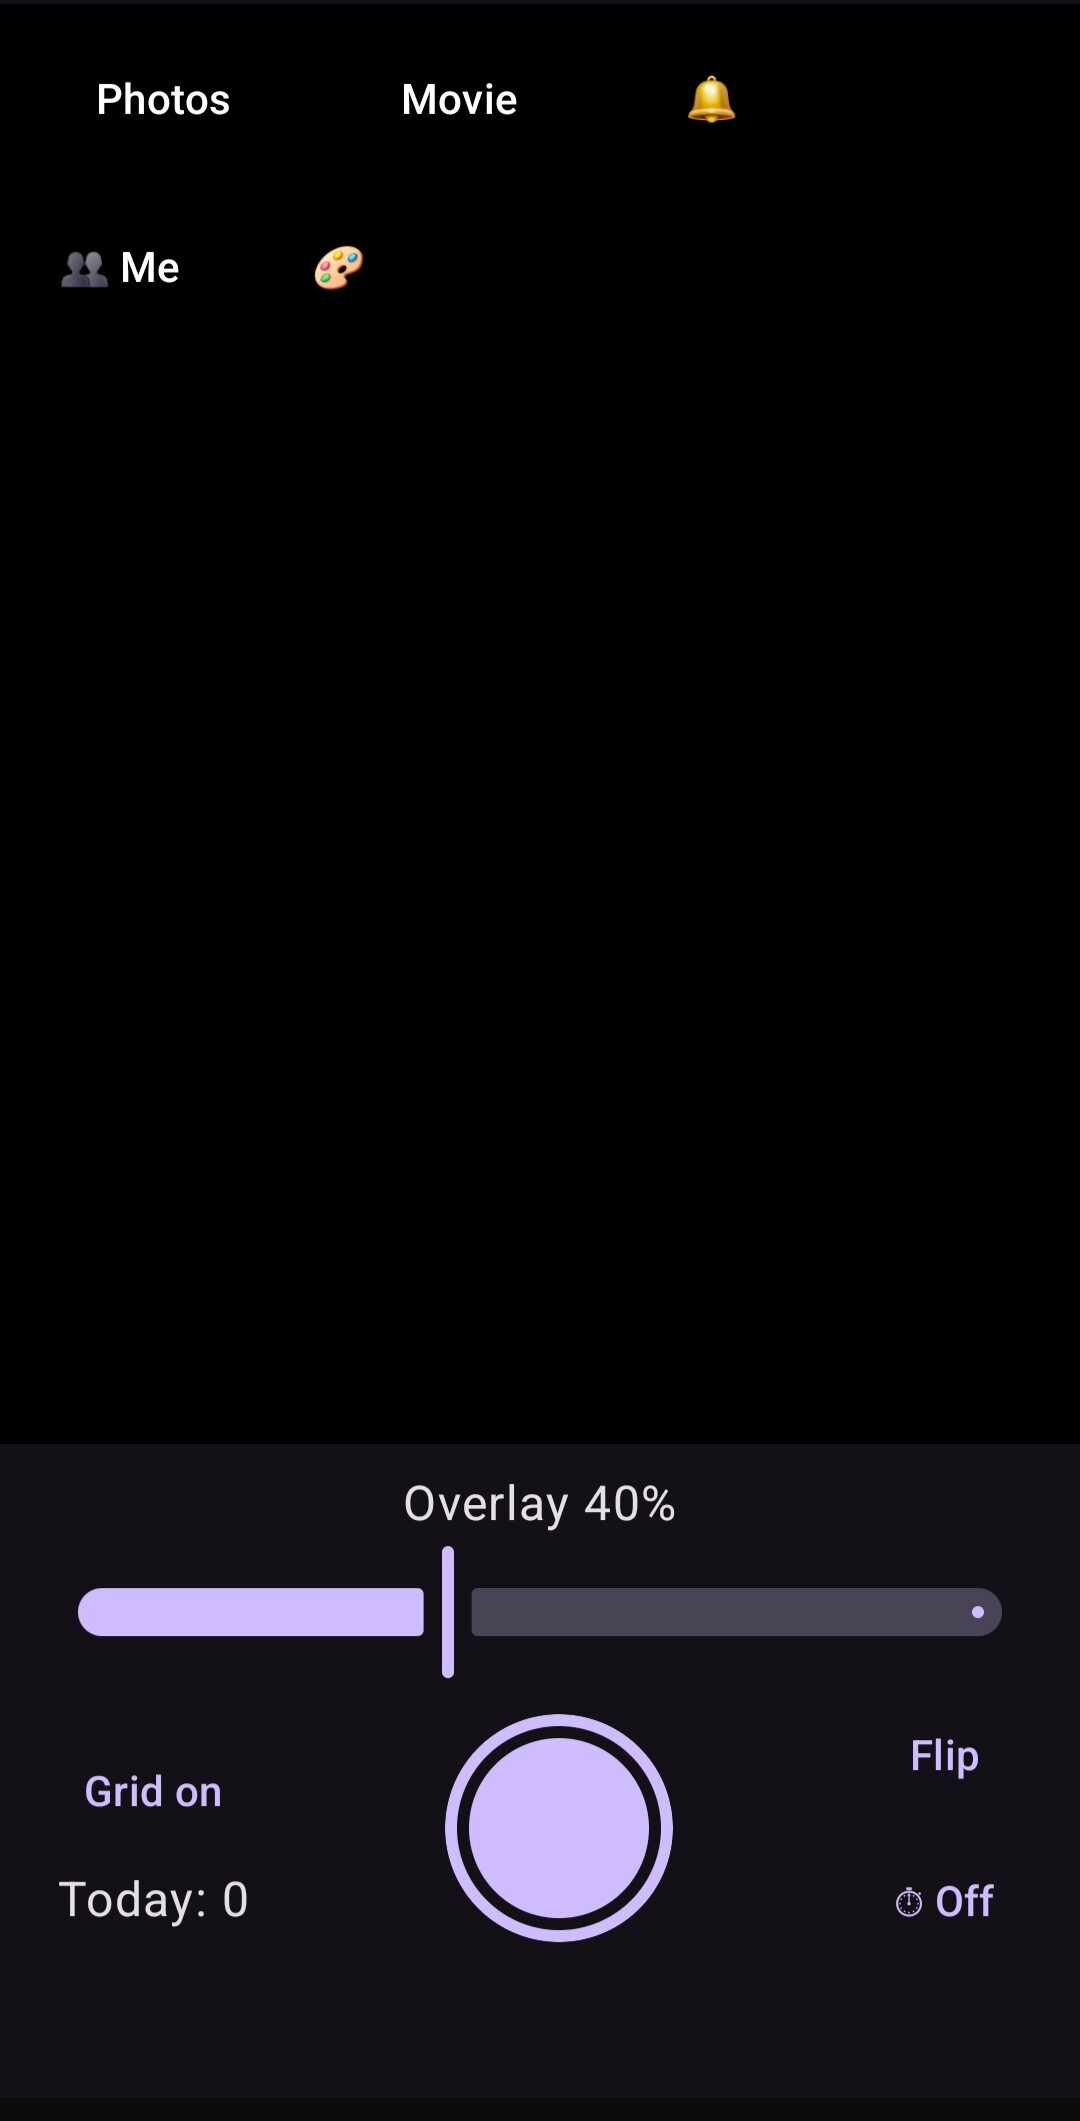 Photos Movie 🔔
👥 Me 🎨
Overlay 40%
Flip
Grid on
Today: 0
⏱ Off